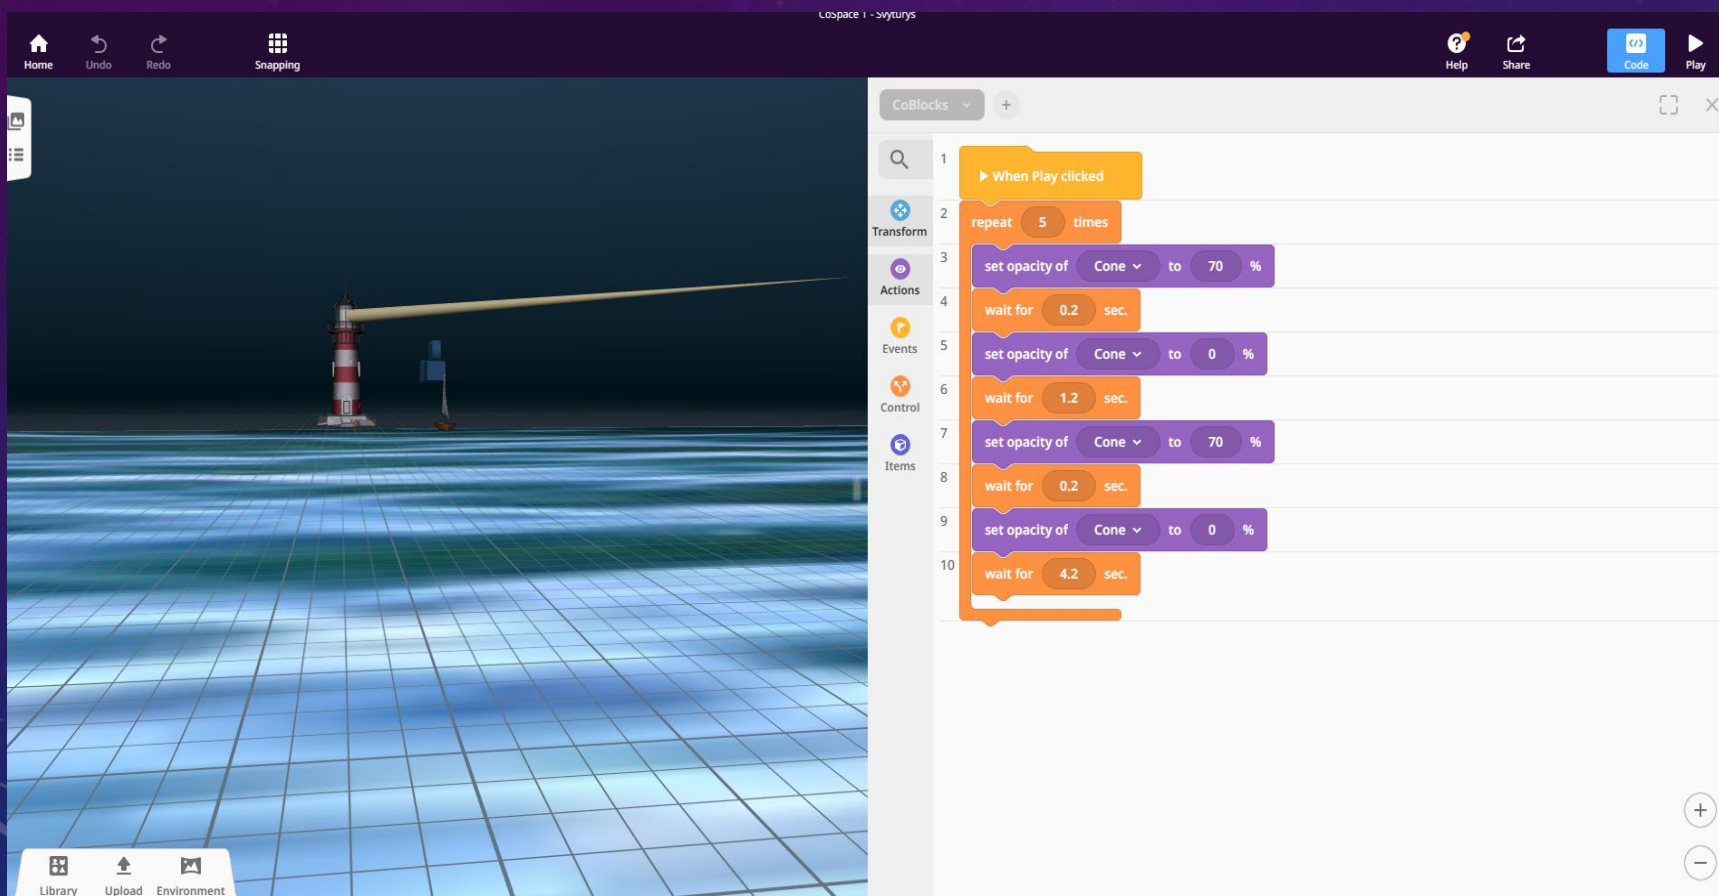 CoSpace 1 - Svyturys
Home
Undo
Redo
Snapping
Help
Share
Code
Play
CoBlocks
Transform
Actions
Events
Control
Items
1
When Play clicked
2
repeat 5 times
3
set opacity of Cone to 70 %
4
wait for 0.2 sec.
5
set opacity of Cone to 0 %
6
wait for 1.2 sec.
7
set opacity of Cone to 70 %
8
wait for 0.2 sec.
9
set opacity of Cone to 0 %
10
wait for 4.2 sec.
Library
Upload
Environment